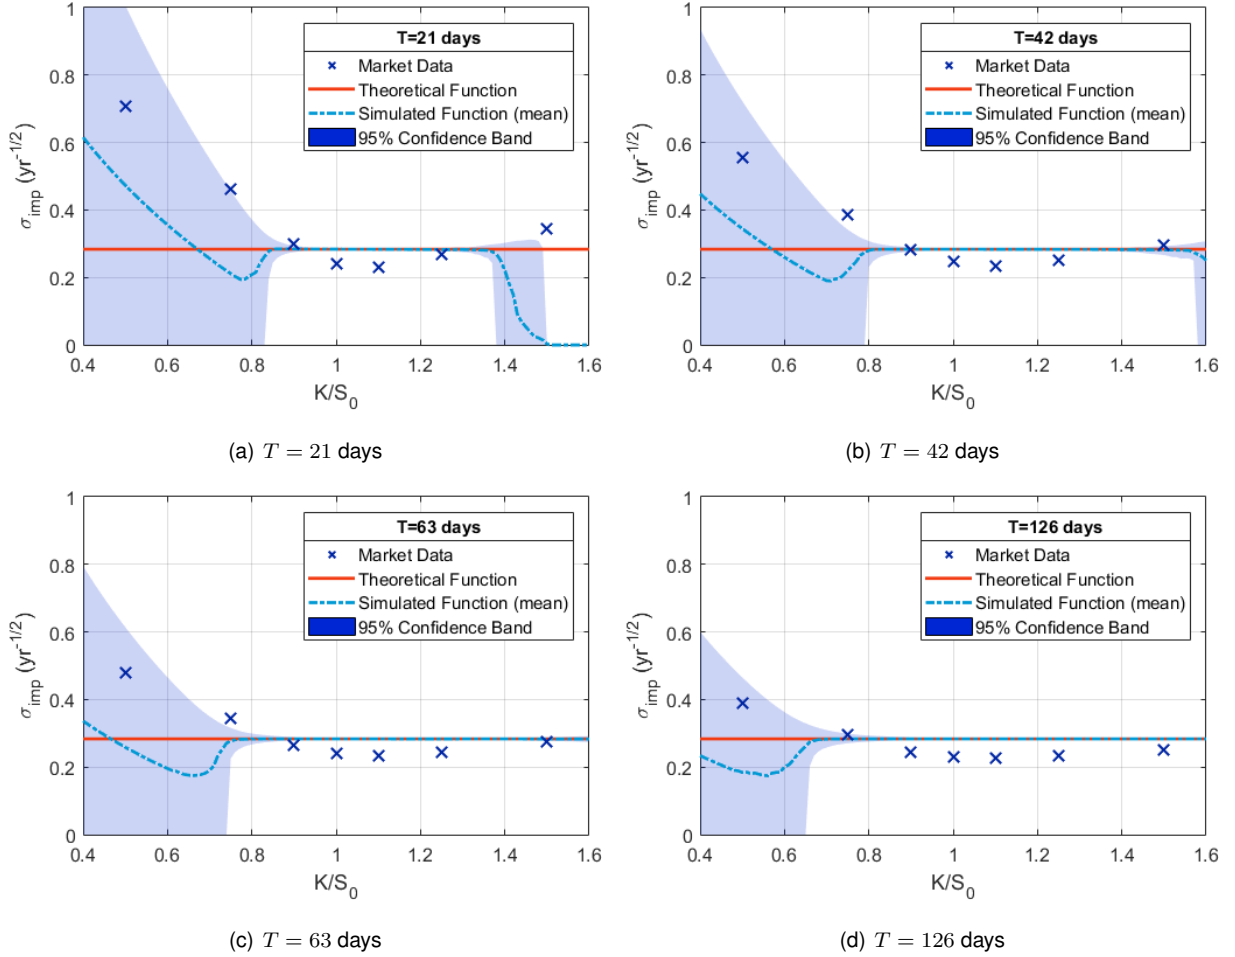 T=21 days
Market Data
Theoretical Function
Simulated Function (mean)
95% Confidence Band
σ_imp (yr^-1/2)
1
0.8
0.6
0.4
0.2
0
0.4 0.6 0.8 1 1.2 1.4 1.6
K/S_0
(a) T = 21 days
T=42 days
Market Data
Theoretical Function
Simulated Function (mean)
95% Confidence Band
σ_imp (yr^-1/2)
1
0.8
0.6
0.4
0.2
0
0.4 0.6 0.8 1 1.2 1.4 1.6
K/S_0
(b) T = 42 days
T=63 days
Market Data
Theoretical Function
Simulated Function (mean)
95% Confidence Band
σ_imp (yr^-1/2)
1
0.8
0.6
0.4
0.2
0
0.4 0.6 0.8 1 1.2 1.4 1.6
K/S_0
(c) T = 63 days
T=126 days
Market Data
Theoretical Function
Simulated Function (mean)
95% Confidence Band
σ_imp (yr^-1/2)
1
0.8
0.6
0.4
0.2
0
0.4 0.6 0.8 1 1.2 1.4 1.6
K/S_0
(d) T = 126 days